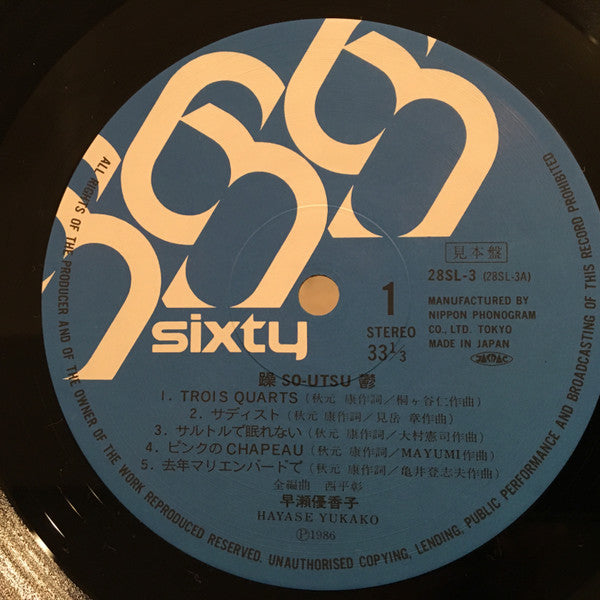 sixty
見本盤
28SL-3 (28SL-3A)
1
STEREO
33 1/3
MANUFACTURED BY
NIPPON PHONOGRAM
CO., LTD. TOKYO
MADE IN JAPAN
躁 SO-UTSU 鬱
1. TROIS QUARTS (秋元 康作詞/桐ヶ谷仁作曲)
2. サディスト (秋元 康作詞/見岳 章作曲)
3. サルトルで眠れない (秋元 康作詞/大村憲司作曲)
4. ピンクのCHAPEAU (秋元 康作詞/MAYUMI作曲)
5. 去年マリエンバードで (秋元 康作詞/亀井登志夫作曲)
全編曲 西平彰
早瀬優香子
HAYASE YUKAKO
Ⓟ1986
ALL RIGHTS OF THE PRODUCER AND OF THE OWNER OF THE WORK REPRODUCED RESERVED. UNAUTHORISED COPYING, LENDING, PUBLIC PERFORMANCE AND BROADCASTING OF THIS RECORD PROHIBITED